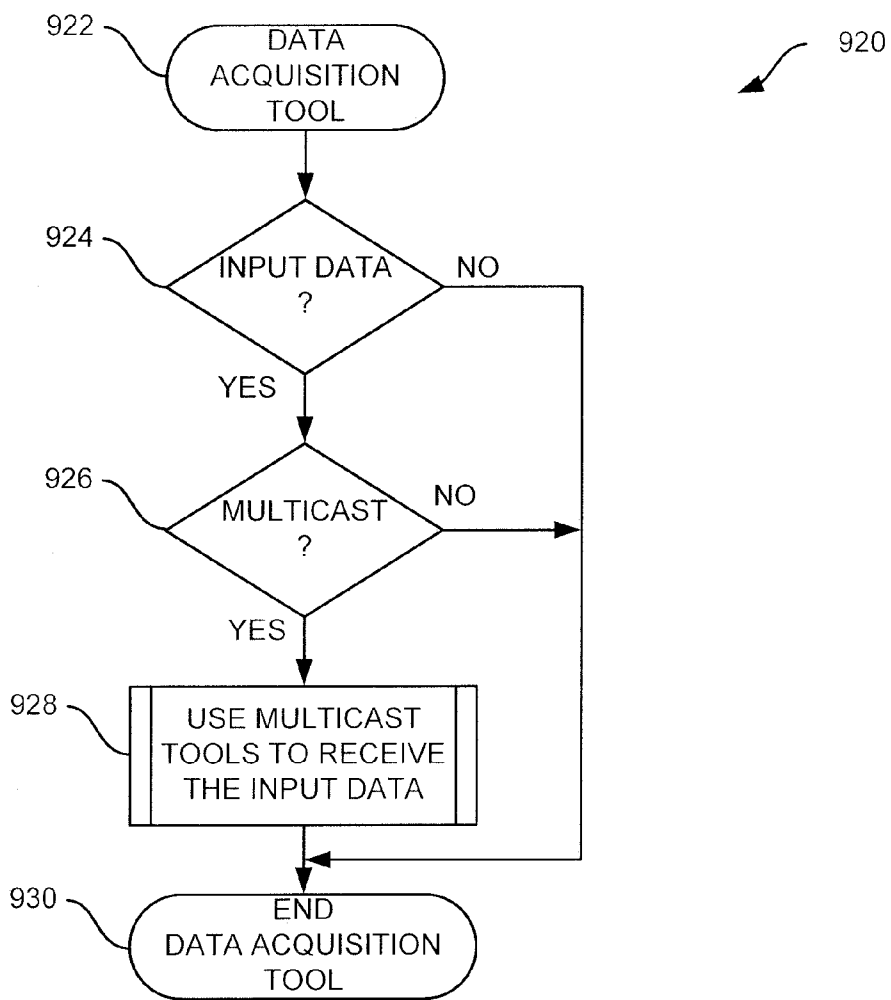 922
DATA
ACQUISITION
TOOL
920
924
INPUT DATA
?
NO
YES
926
MULTICAST
?
NO
YES
928
USE MULTICAST
TOOLS TO RECEIVE
THE INPUT DATA
930
END
DATA ACQUISITION
TOOL